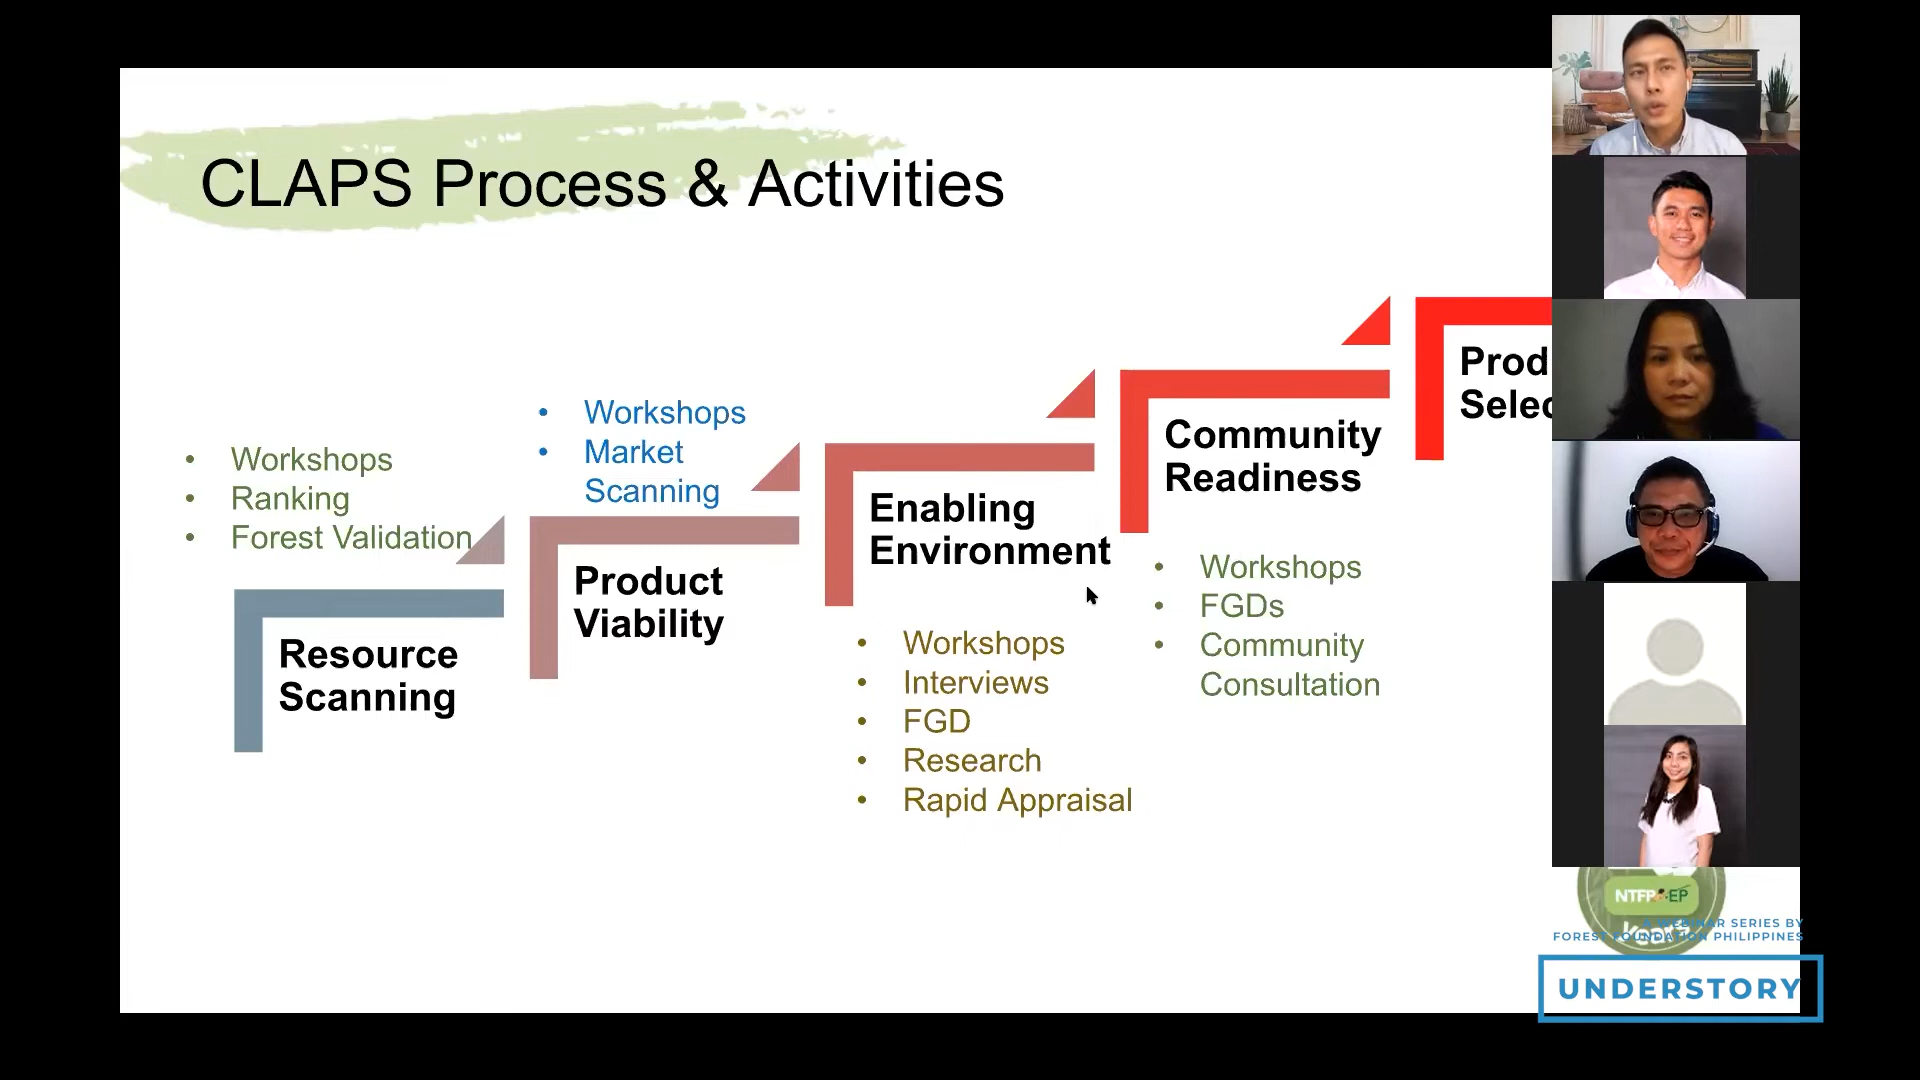 CLAPS Process & Activities
• Workshops
• Ranking
• Forest Validation
Resource
Scanning
• Workshops
• Market
Scanning
Product
Viability
Enabling
Environment
• Workshops
• Interviews
• FGD
• Research
• Rapid Appraisal
Community
Readiness
• Workshops
• FGDs
• Community
Consultation
Prod
Selec
NTFP EP
A WEBINAR SERIES BY
FOREST FOUNDATION PHILIPPINES
UNDERSTORY